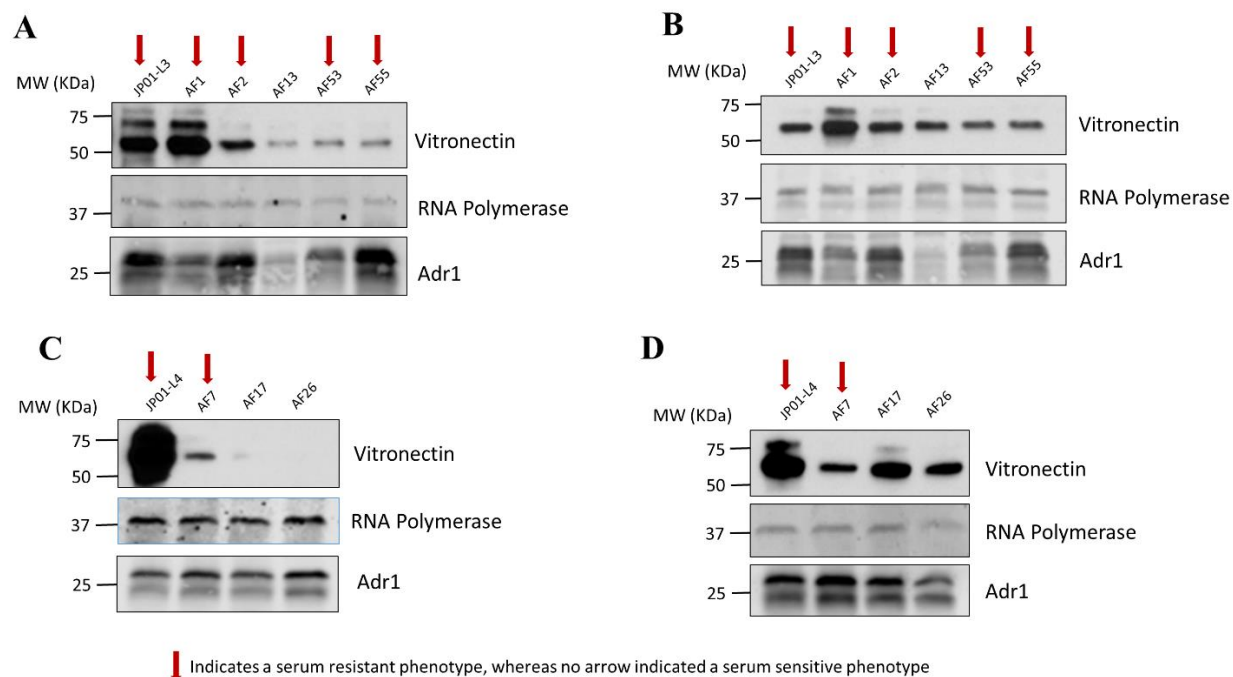 A
MW (KDa)
JP01-L3
AF1
AF2
AF13
AF53
AF55
75
50
Vitronectin
37
RNA Polymerase
25
Adr1
B
MW (KDa)
JP01-L3
AF1
AF2
AF13
AF53
AF55
75
50
Vitronectin
37
RNA Polymerase
25
Adr1
C
MW (KDa)
JP01-L4
AF7
AF17
AF26
75
50
Vitronectin
37
RNA Polymerase
25
Adr1
D
MW (KDa)
JP01-L4
AF7
AF17
AF26
75
50
Vitronectin
37
RNA Polymerase
25
Adr1
Indicates a serum resistant phenotype, whereas no arrow indicated a serum sensitive phenotype